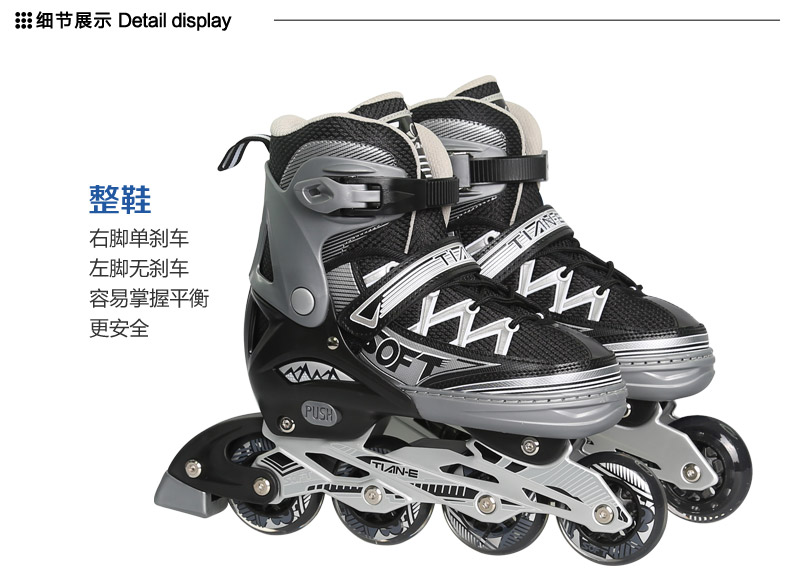 细节展示 Detail display
整鞋
右脚单刹车
左脚无刹车
容易掌握平衡
更安全
TIAN-E
TIAN-E
SOFT
PUSH
TIAN-E